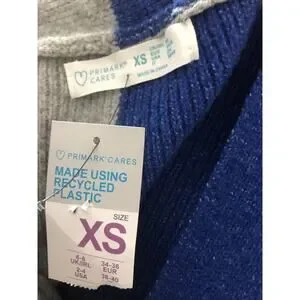 PRIMARK
CARES
XS
MADE IN CHINA
PRIMARK CARES
MADE USING
RECYCLED
PLASTIC
SIZE
XS
6-8 34-36
UK/IRL EUR
2-4 36-40
USA